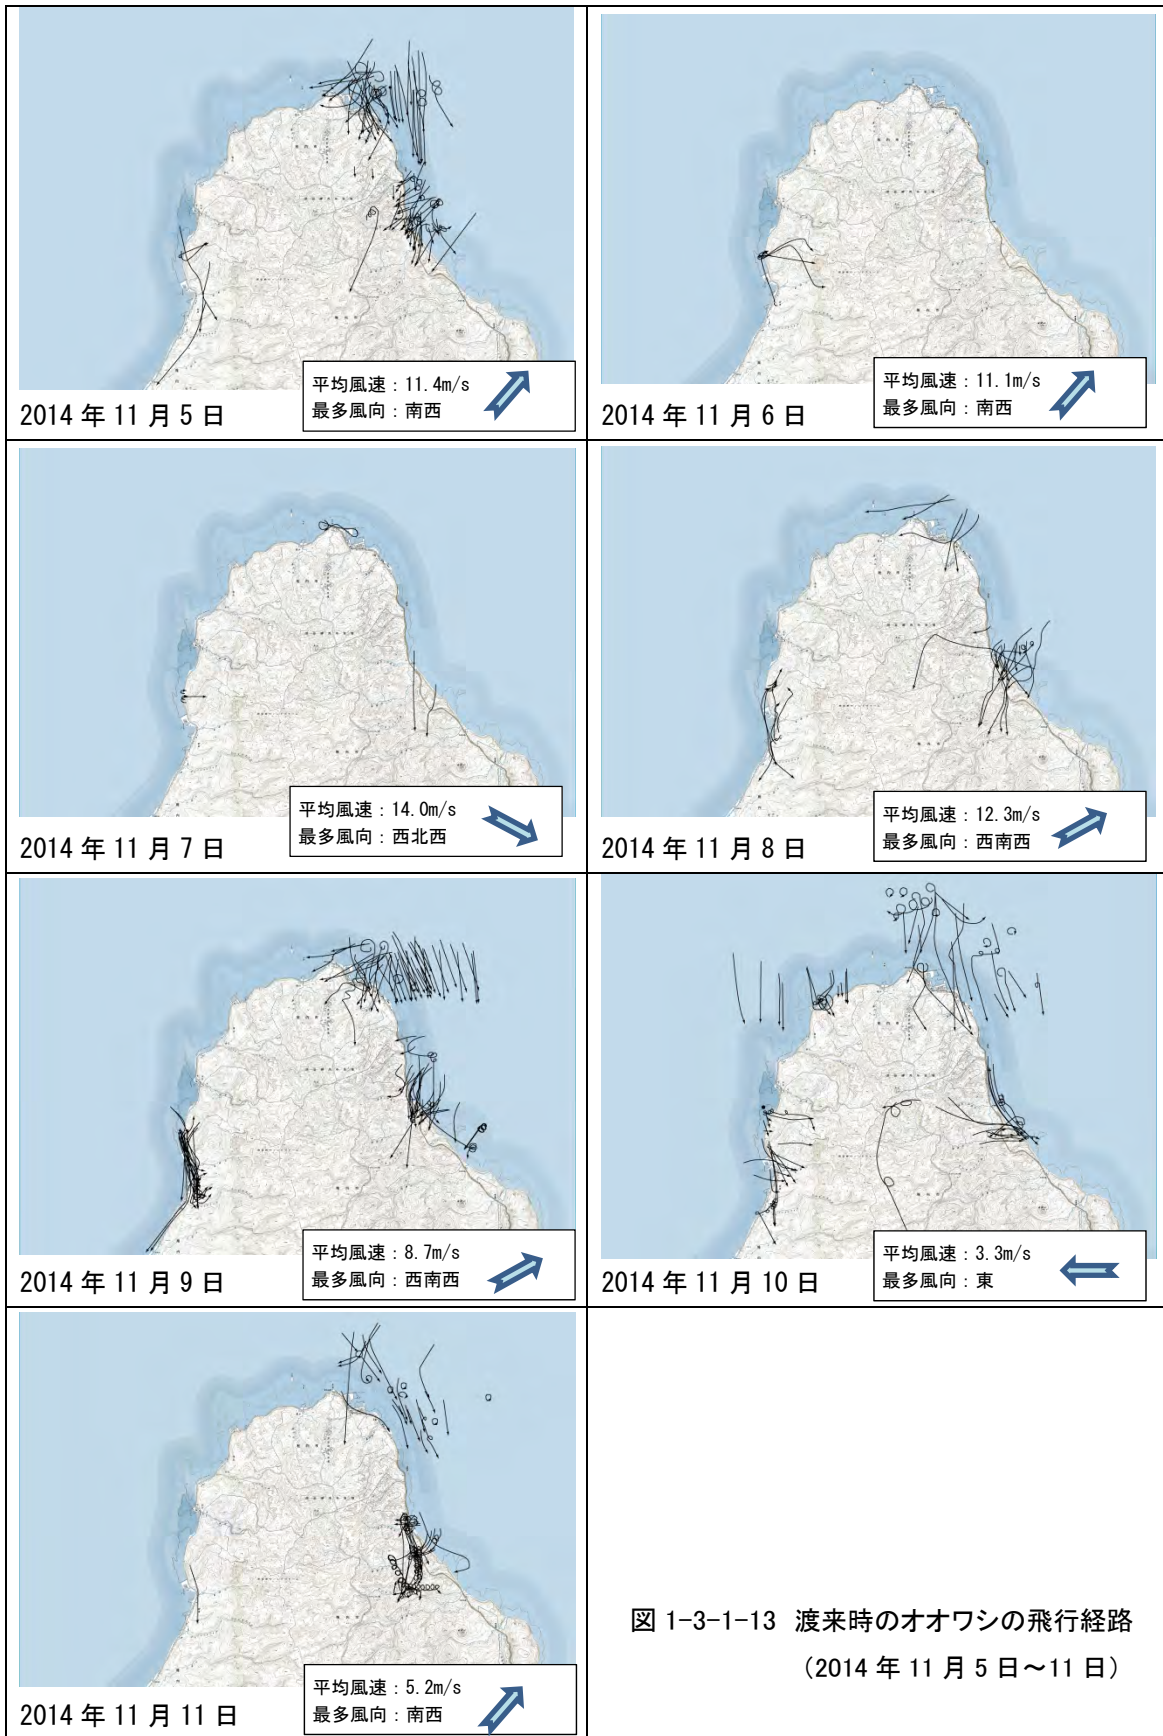 平均風速：11.4m/s
最多風向：南西
2014 年 11 月 5 日
平均風速：11.1m/s
最多風向：南西
2014 年 11 月 6 日
平均風速：14.0m/s
最多風向：西北西
2014 年 11 月 7 日
平均風速：12.3m/s
最多風向：西南西
2014 年 11 月 8 日
平均風速：8.7m/s
最多風向：西南西
2014 年 11 月 9 日
平均風速：3.3m/s
最多風向：東
2014 年 11 月 10 日
平均風速：5.2m/s
最多風向：南西
2014 年 11 月 11 日
図 1-3-1-13 渡来時のオオワシの飛行経路
（2014 年 11 月 5 日～11 日）